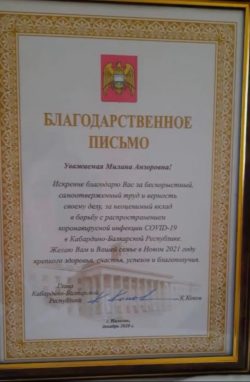 БЛАГОДАРСТВЕННОЕ
ПИСЬМО
Уважаемая Милана Анзоровна!
Искренне благодарю Вас за бескорыстный,
самоотверженный труд и верность
своему делу, за неоценимый вклад
в борьбу с распространением
коронавирусной инфекции COVID-19
в Кабардино-Балкарской Республике.
Желаю Вам и Вашей семье в Новом 2021 году
крепкого здоровья, счастья, успехов и благополучия.
Глава
Кабардино-Балкарской
Республики
К.Коков
г. Нальчик,
декабрь 2020 г.